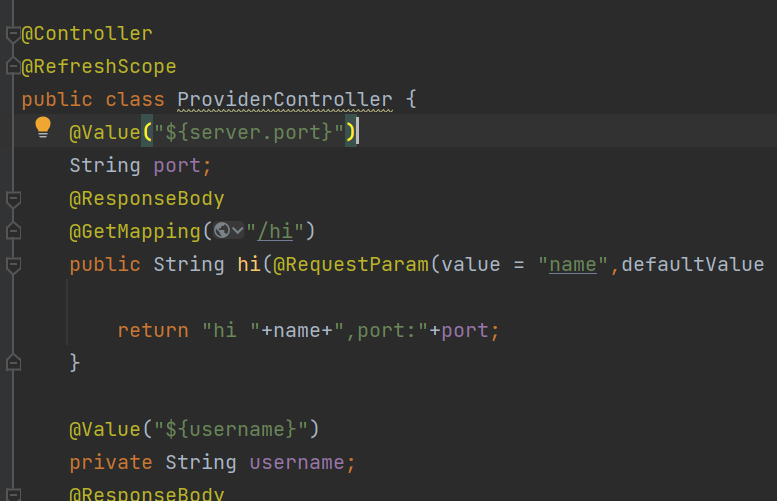 @Controller
@RefreshScope
public class ProviderController {
@Value("${server.port}")
String port;
@ResponseBody
@GetMapping("/hi")
public String hi(@RequestParam(value = "name",defaultValue
return "hi "+name+",port:"+port;
}
@Value("${username}")
private String username;
@ResponseBody